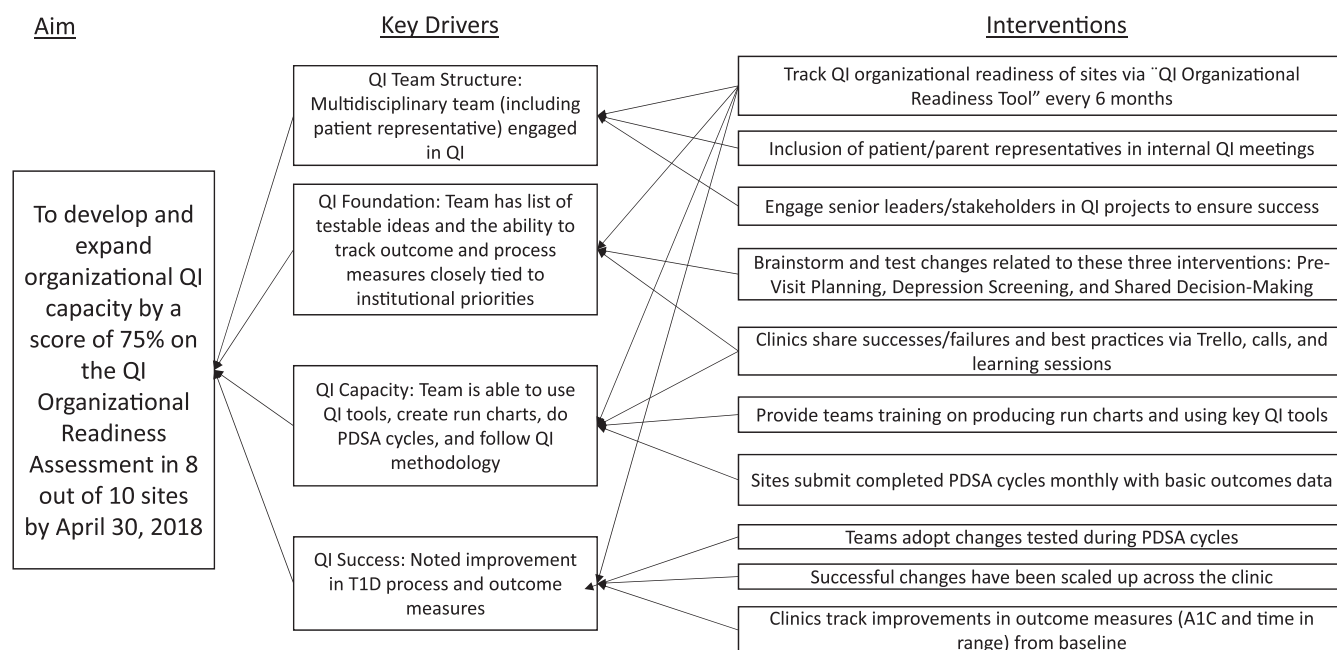 Aim
Key Drivers
Interventions
To develop and
expand
organizational QI
capacity by a
score of 75% on
the QI
Organizational
Readiness
Assessment in 8
out of 10 sites
by April 30, 2018
QI Team Structure:
Multidisciplinary team (including
patient representative) engaged
in QI
QI Foundation: Team has list of
testable ideas and the ability to
track outcome and process
measures closely tied to
institutional priorities
QI Capacity: Team is able to use
QI tools, create run charts, do
PDSA cycles, and follow QI
methodology
QI Success: Noted improvement
in T1D process and outcome
measures
Track QI organizational readiness of sites via ¨QI Organizational
Readiness Tool” every 6 months
Inclusion of patient/parent representatives in internal QI meetings
Engage senior leaders/stakeholders in QI projects to ensure success
Brainstorm and test changes related to these three interventions: Pre-
Visit Planning, Depression Screening, and Shared Decision-Making
Clinics share successes/failures and best practices via Trello, calls, and
learning sessions
Provide teams training on producing run charts and using key QI tools
Sites submit completed PDSA cycles monthly with basic outcomes data
Teams adopt changes tested during PDSA cycles
Successful changes have been scaled up across the clinic
Clinics track improvements in outcome measures (A1C and time in
range) from baseline